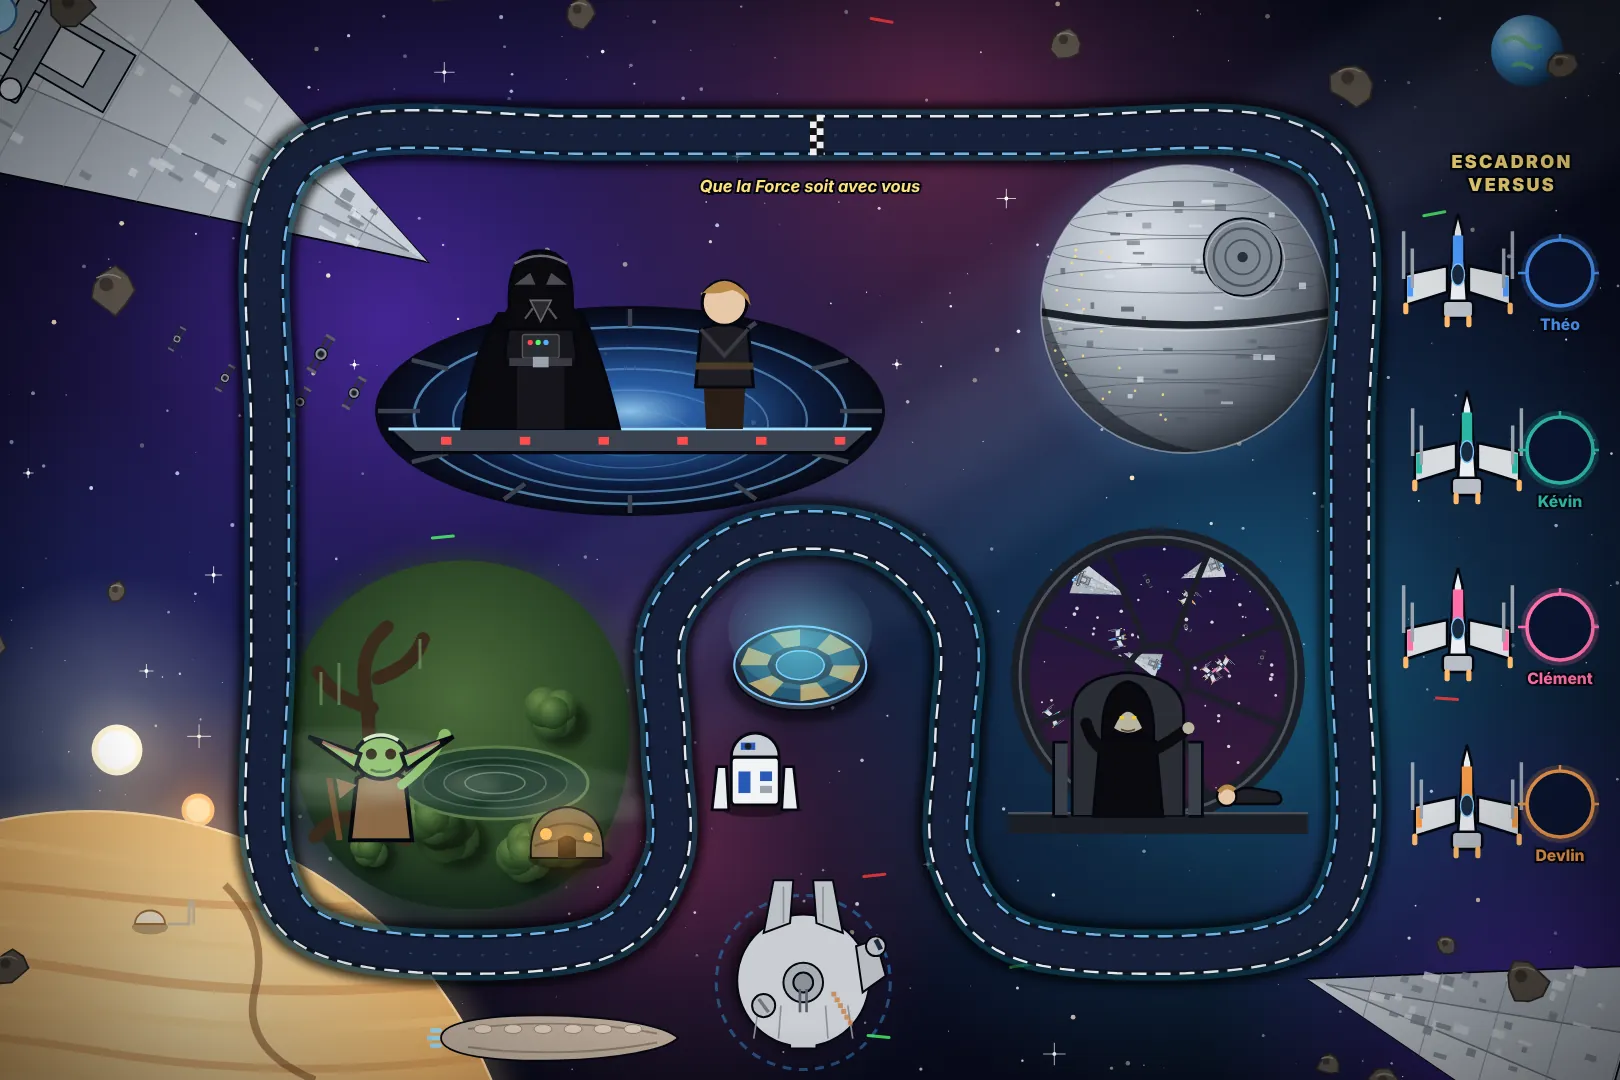 Que la Force soit avec vous
ESCADRON
VERSUS
Théo
Kévin
Clément
Devlin